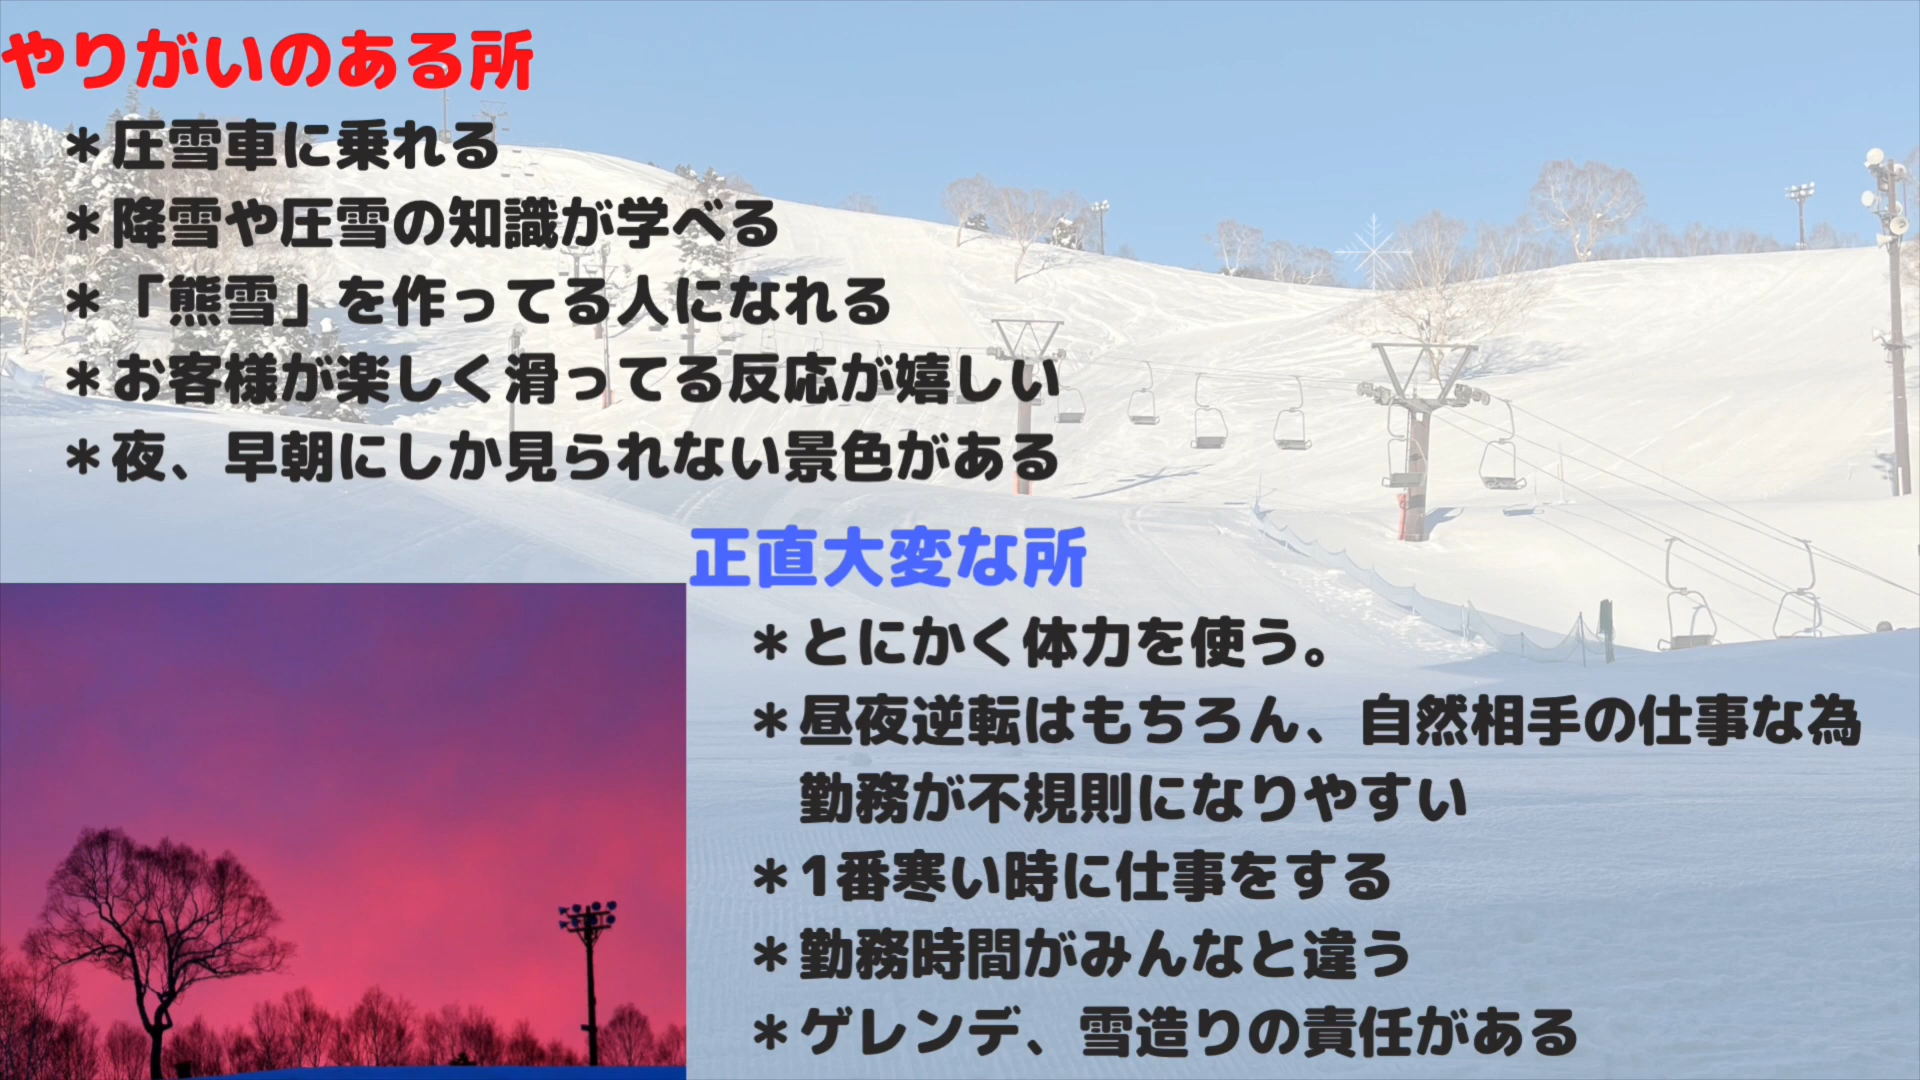 やりがいのある所
＊圧雪車に乗れる
＊降雪や圧雪の知識が学べる
＊「熊雪」を作ってる人になれる
＊お客様が楽しく滑ってる反応が嬉しい
＊夜、早朝にしか見られない景色がある
正直大変な所
＊とにかく体力を使う。
＊昼夜逆転はもちろん、自然相手の仕事な為
勤務が不規則になりやすい
＊1番寒い時に仕事をする
＊勤務時間がみんなと違う
＊ゲレンデ、雪造りの責任がある